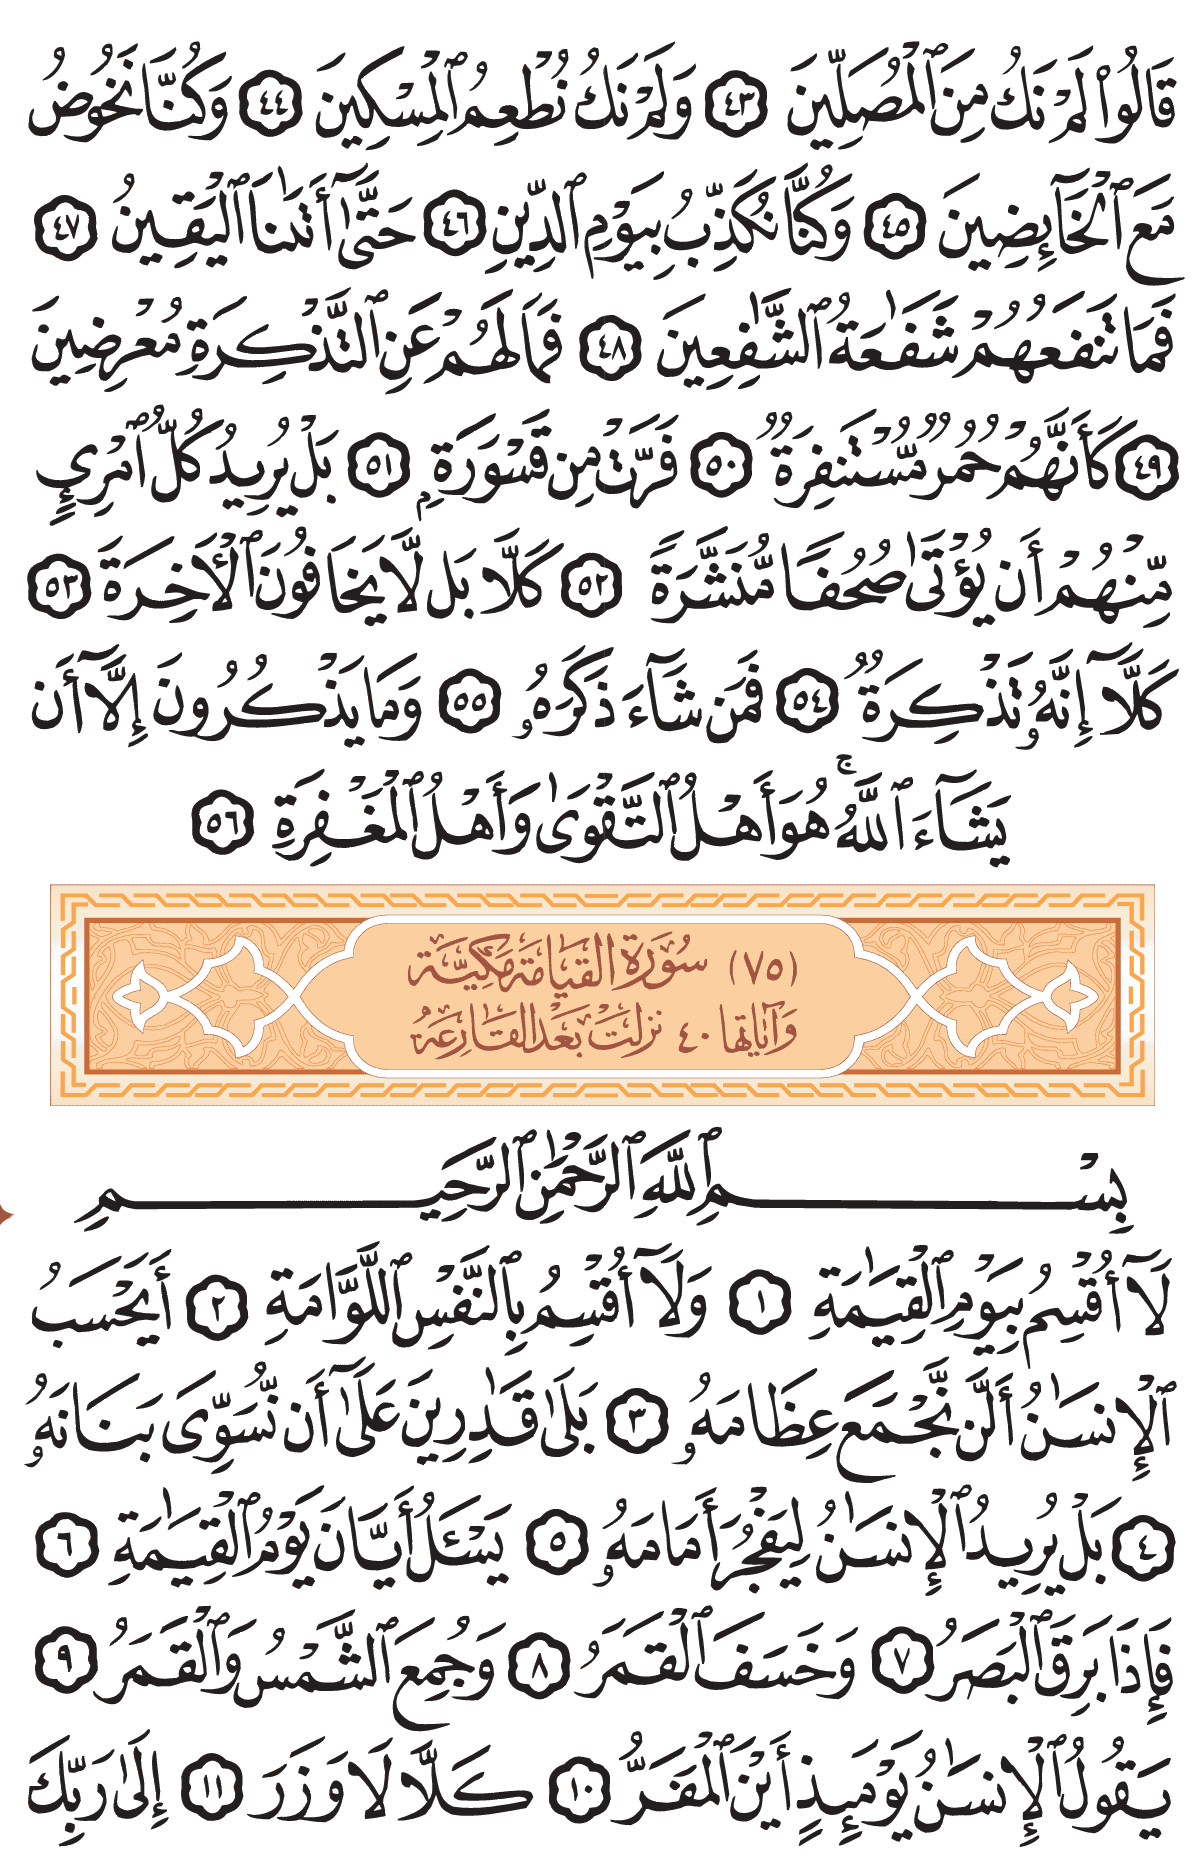 قَالُوا۟ لَمْ نَكُ مِنَ ٱلْمُصَلِّينَ ٤٣ وَلَمْ نَكُ نُطْعِمُ ٱلْمِسْكِينَ ٤٤ وَكُنَّا نَخُوضُ
مَعَ ٱلْخَآئِضِينَ ٤٥ وَكُنَّا نُكَذِّبُ بِيَوْمِ ٱلدِّينِ ٤٦ حَتَّىٰٓ أَتَىٰنَا ٱلْيَقِينُ ٤٧
فَمَا تَنفَعُهُمْ شَفَٰعَةُ ٱلشَّٰفِعِينَ ٤٨ فَمَا لَهُمْ عَنِ ٱلتَّذْكِرَةِ مُعْرِضِينَ
٤٩ كَأَنَّهُمْ حُمُرٌ مُّسْتَنفِرَةٌ ٥٠ فَرَّتْ مِن قَسْوَرَةٍ ٥١ بَلْ يُرِيدُ كُلُّ ٱمْرِئٍ
مِّنْهُمْ أَن يُؤْتَىٰ صُحُفًا مُّنَشَّرَةً ٥٢ كَلَّا بَل لَّا يَخَافُونَ ٱلْأَخِرَةَ ٥٣
كَلَّآ إِنَّهُۥ تَذْكِرَةٌ ٥٤ فَمَن شَآءَ ذَكَرَهُۥ ٥٥ وَمَا يَذْكُرُونَ إِلَّآ أَن
يَشَآءَ ٱللَّهُ ۚ هُوَ أَهْلُ ٱلتَّقْوَىٰ وَأَهْلُ ٱلْمَغْفِرَةِ ٥٦
(٧٥) سُورَة القِيَامَة مَكِيَّة
وَآيَاتها ٤٠ نزلَتْ بَعْدَ القَارِعَة
بِسْمِ ٱللَّهِ ٱلرَّحْمَٰنِ ٱلرَّحِيمِ
لَآ أُقْسِمُ بِيَوْمِ ٱلْقِيَٰمَةِ ١ وَلَآ أُقْسِمُ بِٱلنَّفْسِ ٱللَّوَّامَةِ ٢ أَيَحْسَبُ
ٱلْإِنسَٰنُ أَلَّن نَّجْمَعَ عِظَامَهُۥ ٣ بَلَىٰ قَٰدِرِينَ عَلَىٰٓ أَن نُّسَوِّىَ بَنَانَهُۥ
٤ بَلْ يُرِيدُ ٱلْإِنسَٰنُ لِيَفْجُرَ أَمَامَهُۥ ٥ يَسْـَٔلُ أَيَّانَ يَوْمُ ٱلْقِيَٰمَةِ ٦
فَإِذَا بَرِقَ ٱلْبَصَرُ ٧ وَخَسَفَ ٱلْقَمَرُ ٨ وَجُمِعَ ٱلشَّمْسُ وَٱلْقَمَرُ ٩
يَقُولُ ٱلْإِنسَٰنُ يَوْمَئِذٍ أَيْنَ ٱلْمَفَرُّ ١٠ كَلَّا لَا وَزَرَ ١١ إِلَىٰ رَبِّكَ